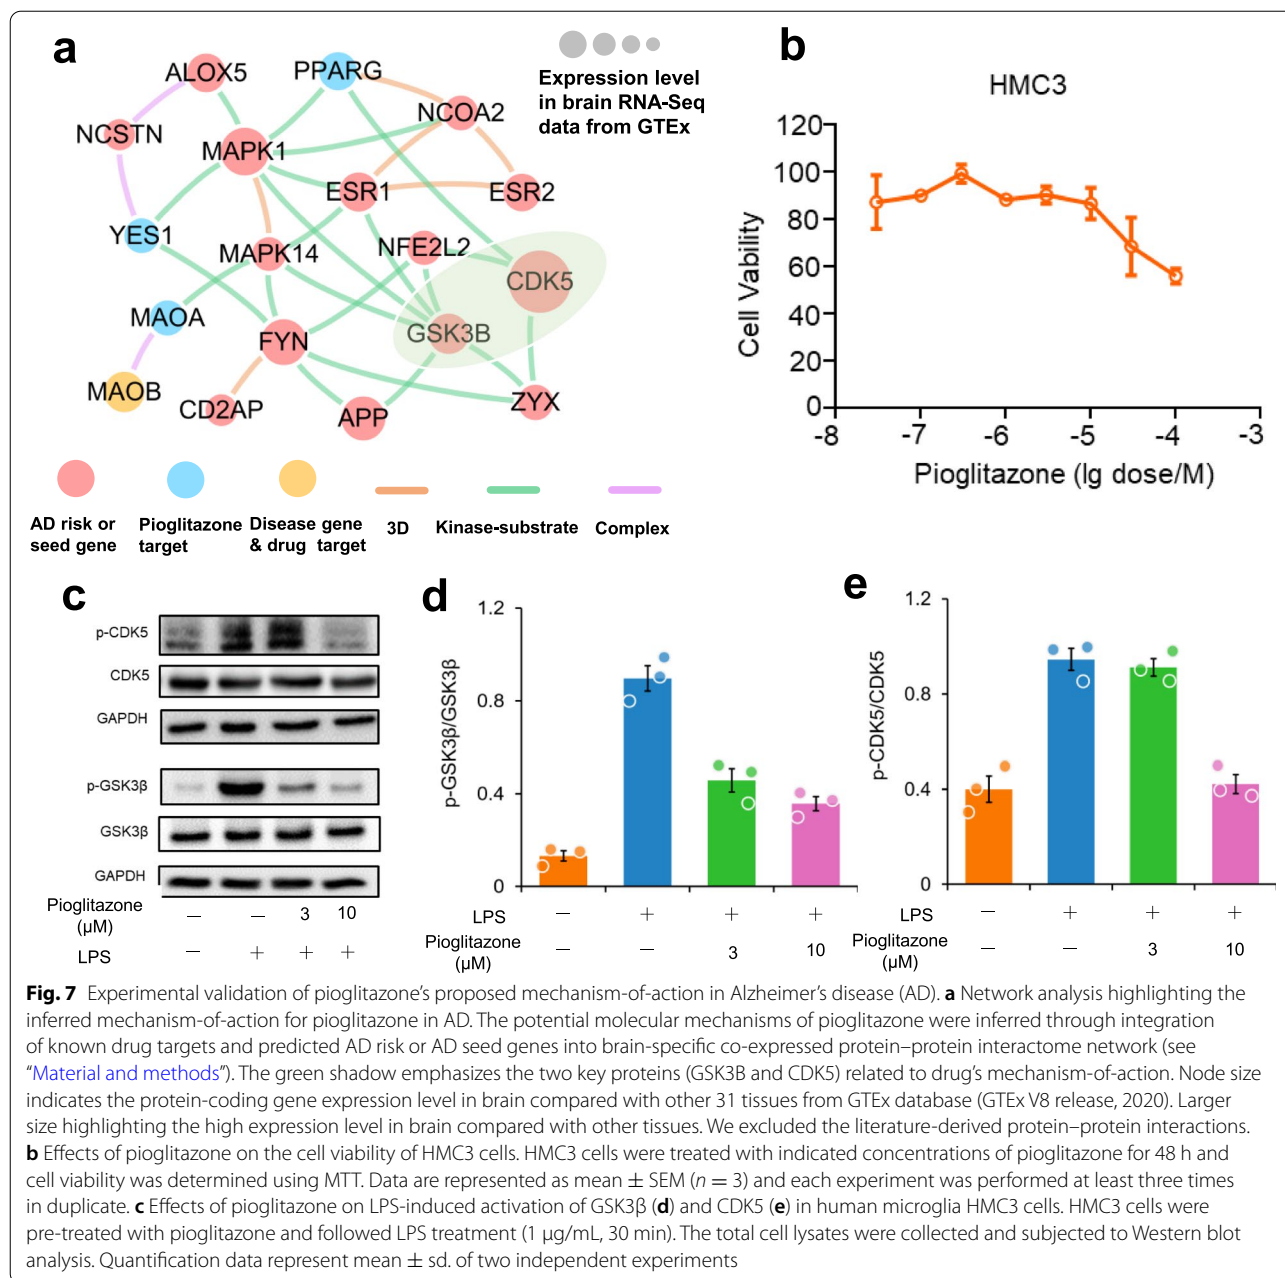 a
ALOX5
PPARG
NCSTN
NCOA2
MAPK1
ESR1
ESR2
YES1
MAPK14
NFE2L2
CDK5
MAOA
FYN
GSK3B
MAOB
CD2AP
APP
ZYX
Expression level
in brain RNA-Seq
data from GTEx
AD risk or
seed gene
Pioglitazone
target
Disease gene
& drug target
3D
Kinase-substrate
Complex
b
HMC3
Cell Vability
120
100
80
60
40
20
0
-8 -7 -6 -5 -4 -3
Pioglitazone (lg dose/M)
c
p-CDK5
CDK5
GAPDH
p-GSK3β
GSK3β
GAPDH
Pioglitazone
(μM)
— — 3 10
LPS — + + +
d
p-GSK3β/GSK3β
1.2
0.8
0.4
0
LPS — + + +
Pioglitazone
(μM)
— — 3 10
e
p-CDK5/CDK5
1.2
0.8
0.4
0
LPS — + + +
Pioglitazone
(μM)
— — 3 10
Fig. 7 Experimental validation of pioglitazone's proposed mechanism-of-action in Alzheimer's disease (AD). a Network analysis highlighting the
inferred mechanism-of-action for pioglitazone in AD. The potential molecular mechanisms of pioglitazone were inferred through integration
of known drug targets and predicted AD risk or AD seed genes into brain-specific co-expressed protein–protein interactome network (see
"Material and methods"). The green shadow emphasizes the two key proteins (GSK3B and CDK5) related to drug's mechanism-of-action. Node size
indicates the protein-coding gene expression level in brain compared with other 31 tissues from GTEx database (GTEx V8 release, 2020). Larger
size highlighting the high expression level in brain compared with other tissues. We excluded the literature-derived protein–protein interactions.
b Effects of pioglitazone on the cell viability of HMC3 cells. HMC3 cells were treated with indicated concentrations of pioglitazone for 48 h and
cell viability was determined using MTT. Data are represented as mean ± SEM (n = 3) and each experiment was performed at least three times
in duplicate. c Effects of pioglitazone on LPS-induced activation of GSK3β (d) and CDK5 (e) in human microglia HMC3 cells. HMC3 cells were
pre-treated with pioglitazone and followed LPS treatment (1 μg/mL, 30 min). The total cell lysates were collected and subjected to Western blot
analysis. Quantification data represent mean ± sd. of two independent experiments